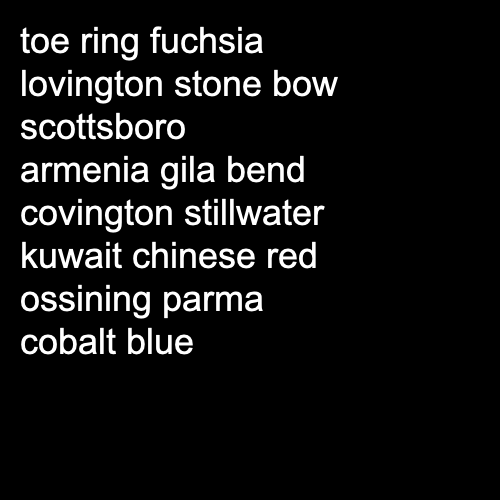 toe ring fuchsia
lovington stone bow
scottsboro
armenia gila bend
covington stillwater
kuwait chinese red
ossining parma
cobalt blue